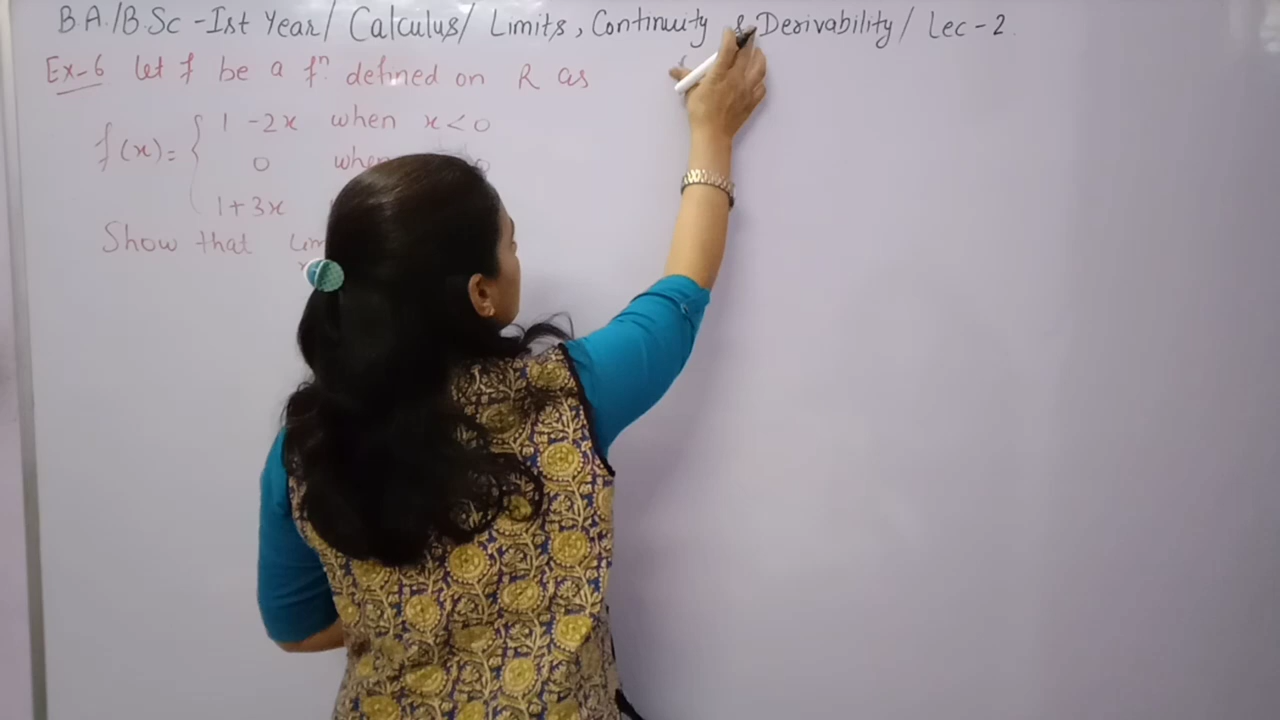 B.A./B.Sc - Ist Year/ Calculus/ Limits, Continuity & Derivability/ Lec-2.
Ex-6 Let f be a fⁿ. defined on R as
f(x) = { 1 - 2x when x < 0
0 when 0
1 + 3x
Show that Lim